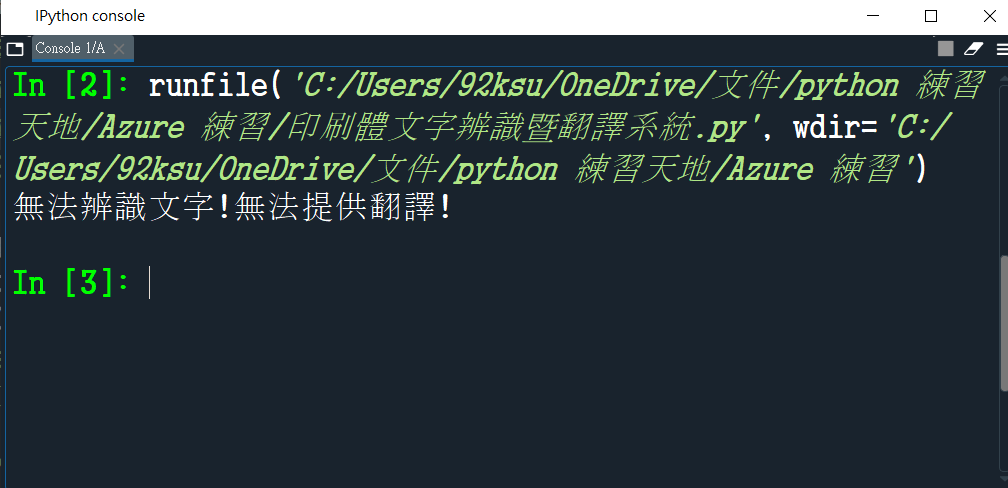 IPython console
Console 1/A
In [2]: runfile('C:/Users/92ksu/OneDrive/文件/python 練習
天地/Azure 練習/印刷體文字辨識暨翻譯系統.py', wdir='C:/
Users/92ksu/OneDrive/文件/python 練習天地/Azure 練習')
無法辨識文字!無法提供翻譯!
In [3]: